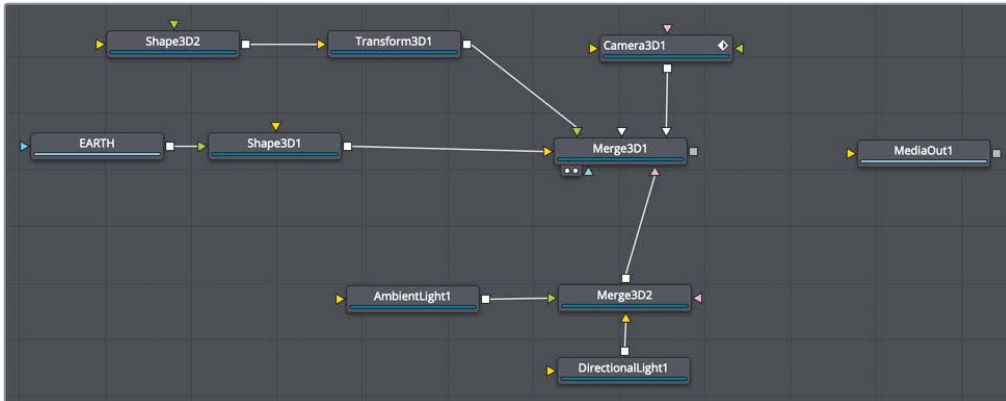 Shape3D2
Transform3D1
Camera3D1
EARTH
Shape3D1
Merge3D1
MediaOut1
AmbientLight1
Merge3D2
DirectionalLight1